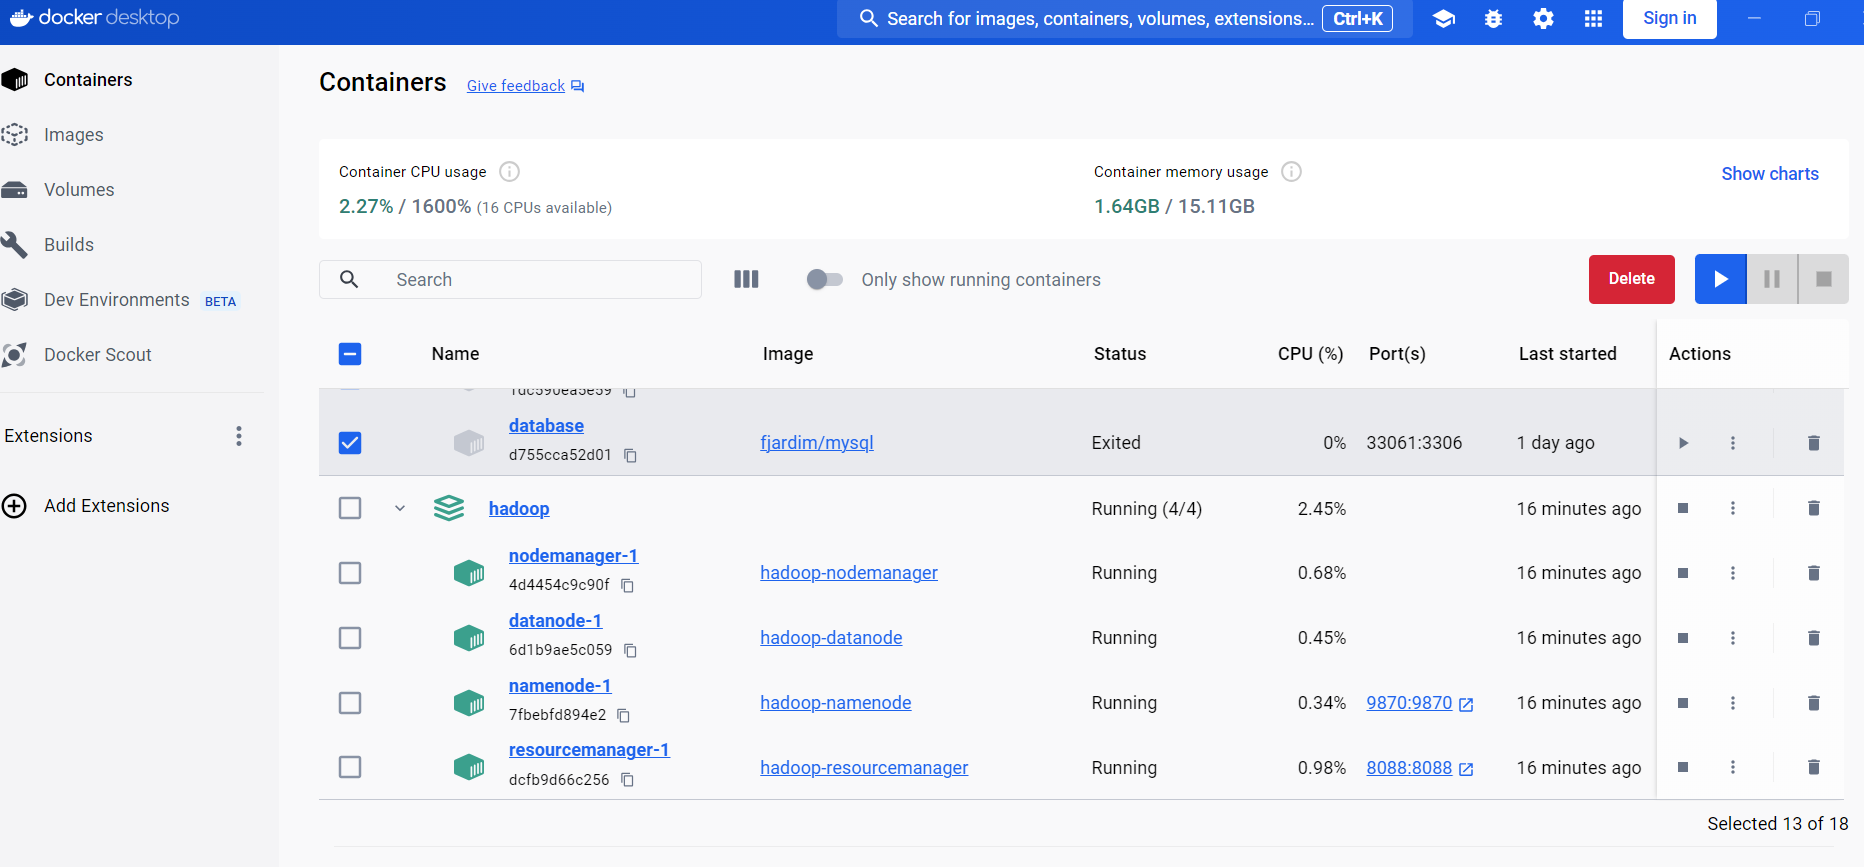 docker desktop
Search for images, containers, volumes, extensions... Ctrl+K
Sign in
Containers
Images
Volumes
Builds
Dev Environments BETA
Docker Scout
Extensions
Add Extensions
Containers Give feedback
Container CPU usage
2.27% / 1600% (16 CPUs available)
Container memory usage
1.64GB / 15.11GB
Show charts
Search
Only show running containers
Delete
Name Image Status CPU (%) Port(s) Last started Actions
1dc590ea5e59
database
d755cca52d01
fjardim/mysql Exited 0% 33061:3306 1 day ago
hadoop Running (4/4) 2.45% 16 minutes ago
nodemanager-1
4d4454c9c90f
hadoop-nodemanager Running 0.68% 16 minutes ago
datanode-1
6d1b9ae5c059
hadoop-datanode Running 0.45% 16 minutes ago
namenode-1
7fbebfd894e2
hadoop-namenode Running 0.34% 9870:9870 16 minutes ago
resourcemanager-1
dcfb9d66c256
hadoop-resourcemanager Running 0.98% 8088:8088 16 minutes ago
Selected 13 of 18